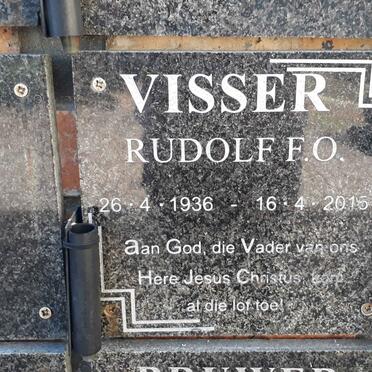 VISSER
RUDOLF F.O.
26 · 4 · 1936 - 16 · 4 · 2015
aan God, die Vader van ons
Here Jesus Christus, kom
al die lof toe!
BRUWER